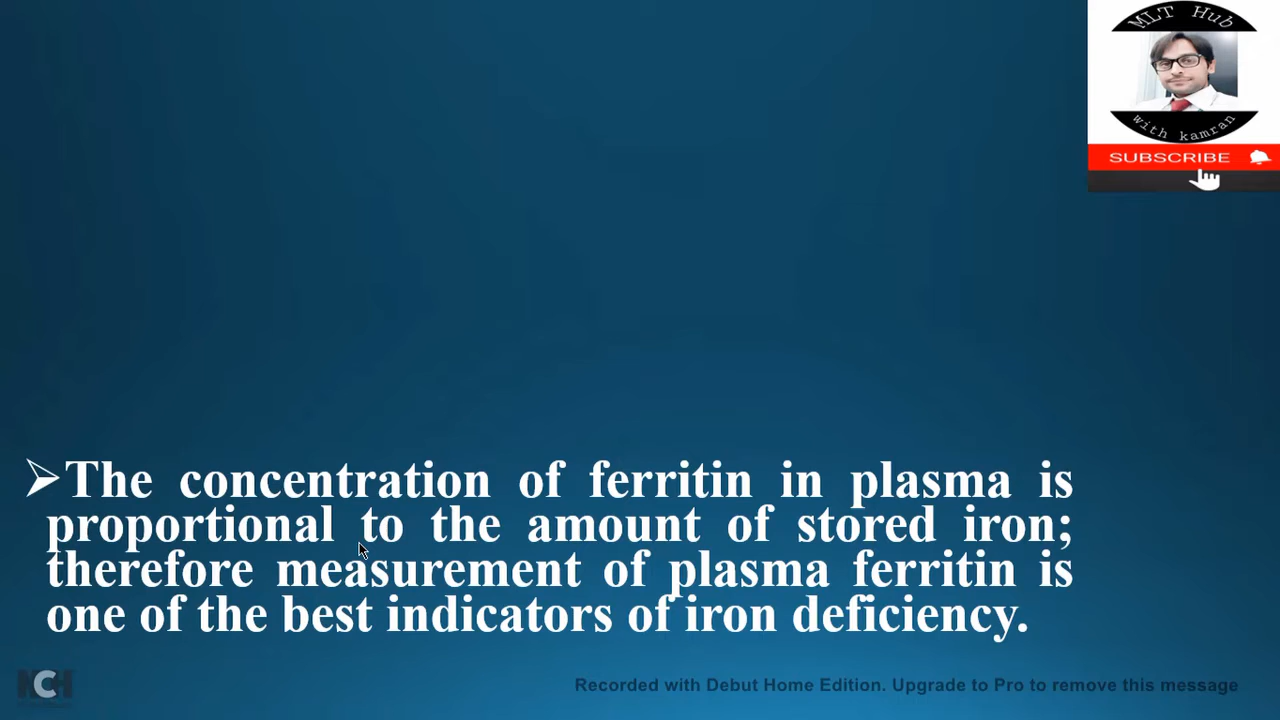 MLT Hub
with kamran
SUBSCRIBE
➢The concentration of ferritin in plasma is
proportional to the amount of stored iron;
therefore measurement of plasma ferritin is
one of the best indicators of iron deficiency.
NCH
Recorded with Debut Home Edition. Upgrade to Pro to remove this message